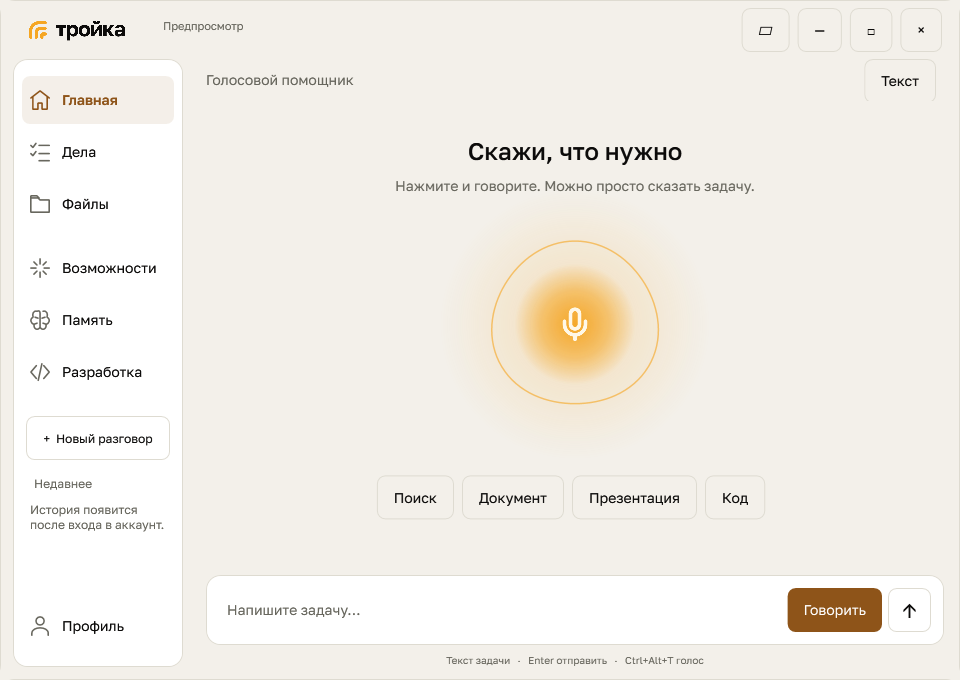 тройка
Предпросмотр
Главная
Дела
Файлы
Возможности
Память
Разработка
+ Новый разговор
Недавнее
История появится
после входа в аккаунт.
Профиль
Голосовой помощник
Текст
Скажи, что нужно
Нажмите и говорите. Можно просто сказать задачу.
Поиск
Документ
Презентация
Код
Напишите задачу...
Говорить
Текст задачи · Enter отправить · Ctrl+Alt+T голос